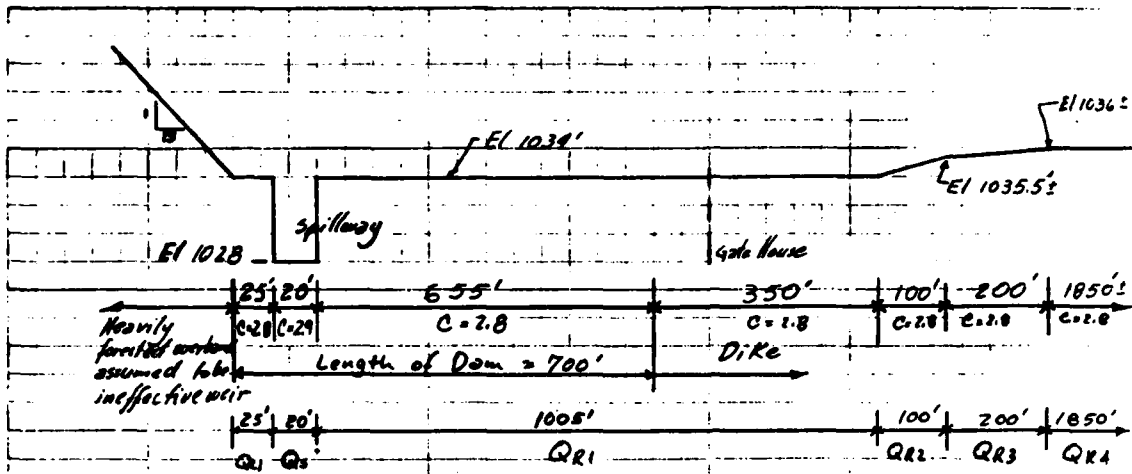 El 1036±
El 1034'
El 1035.5'±
1
Spillway
El 1028
Gate House
25' 20' 655' 350' 100' 200' 1850'±
C=2.8 C=2.9 C=2.8 C=2.8 C=2.8 C=2.8 C=2.8
Heavily
forested
assumed to be
ineffective weir
Length of Dam = 700'
Dike
25' 20' 1005' 100' 200' 1850'
QL1 QS QR1 QR2 QR3 QR4